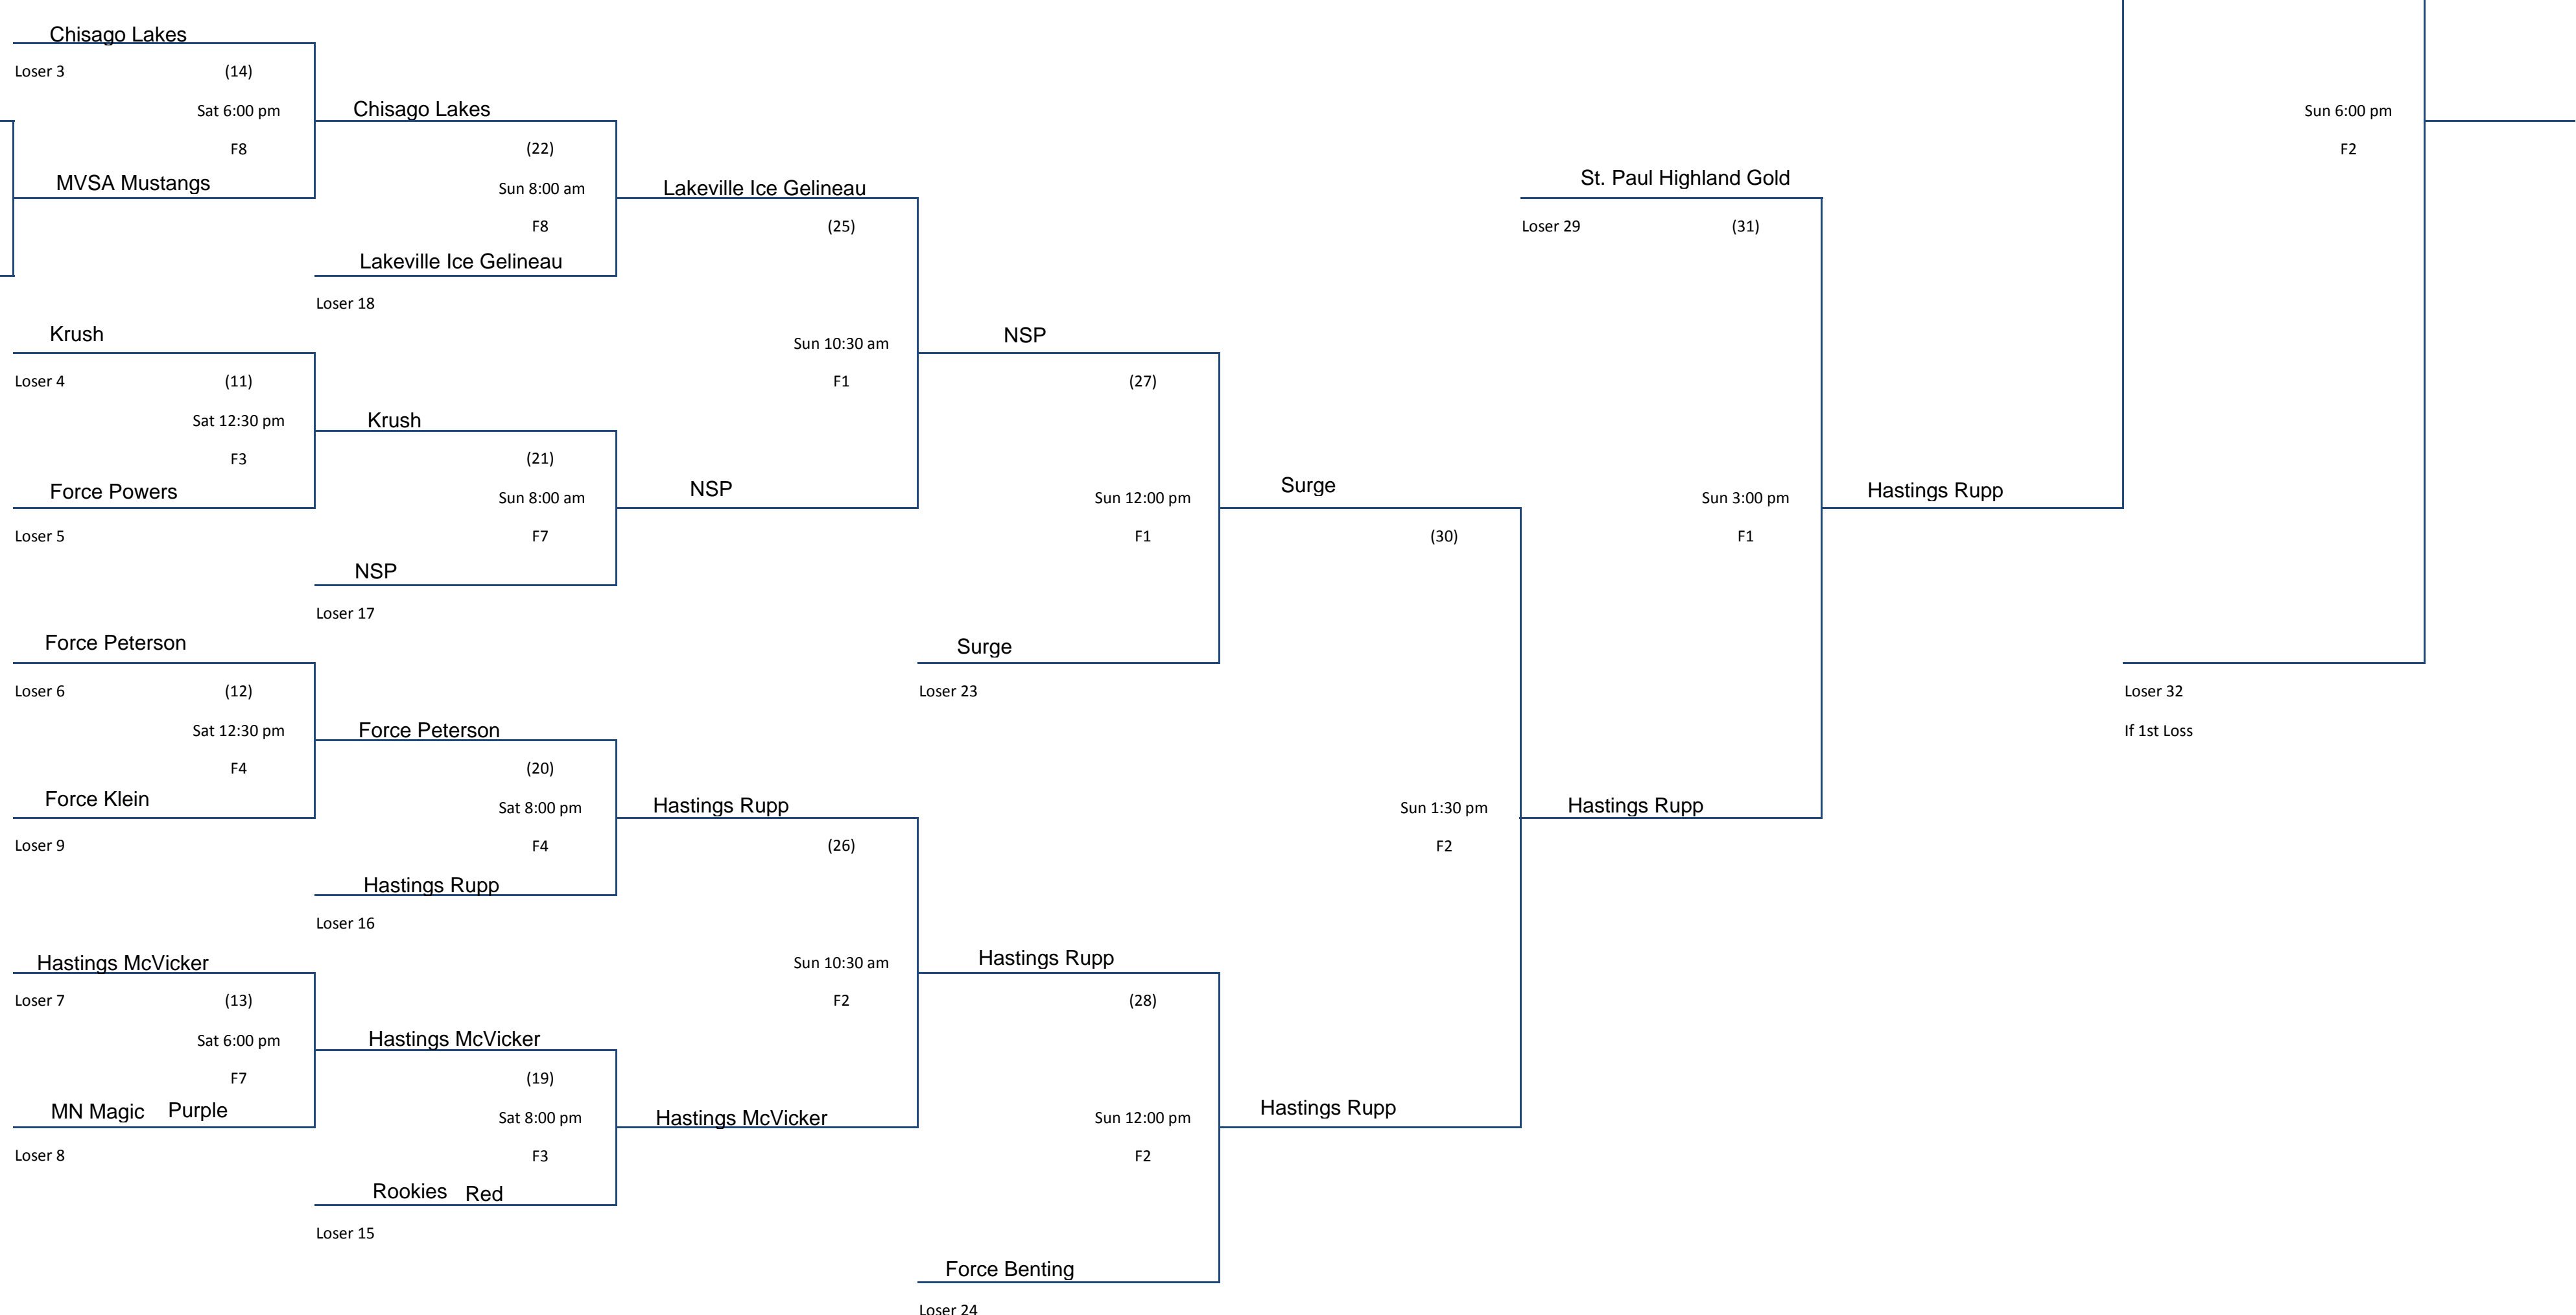 Chisago Lakes
Loser 3
(14)
Sat 6:00 pm
F8
MVSA Mustangs
Krush
Loser 4
(11)
Sat 12:30 pm
F3
Force Powers
Loser 5
Force Peterson
Loser 6
(12)
Sat 12:30 pm
F4
Force Klein
Loser 9
Hastings McVicker
Loser 7
(13)
Sat 6:00 pm
F7
MN Magic Purple
Loser 8
Chisago Lakes
(22)
Sun 8:00 am
F8
Lakeville Ice Gelineau
Loser 18
Krush
(21)
Sun 8:00 am
F7
NSP
Loser 17
Force Peterson
(20)
Sat 8:00 pm
F4
Hastings Rupp
Loser 16
Hastings McVicker
(19)
Sat 8:00 pm
F3
Rookies Red
Loser 15
Lakeville Ice Gelineau
(25)
Sun 10:30 am
F1
NSP
Hastings Rupp
(26)
Sun 10:30 am
F2
Hastings McVicker
NSP
(27)
Sun 12:00 pm
F1
Surge
Loser 23
Hastings Rupp
(28)
Sun 12:00 pm
F2
Force Benting
Loser 24
Surge
(30)
Sun 1:30 pm
F2
Hastings Rupp
St. Paul Highland Gold
Loser 29
(31)
Sun 3:00 pm
F1
Hastings Rupp
Hastings Rupp
Sun 6:00 pm
F2
Loser 32
If 1st Loss